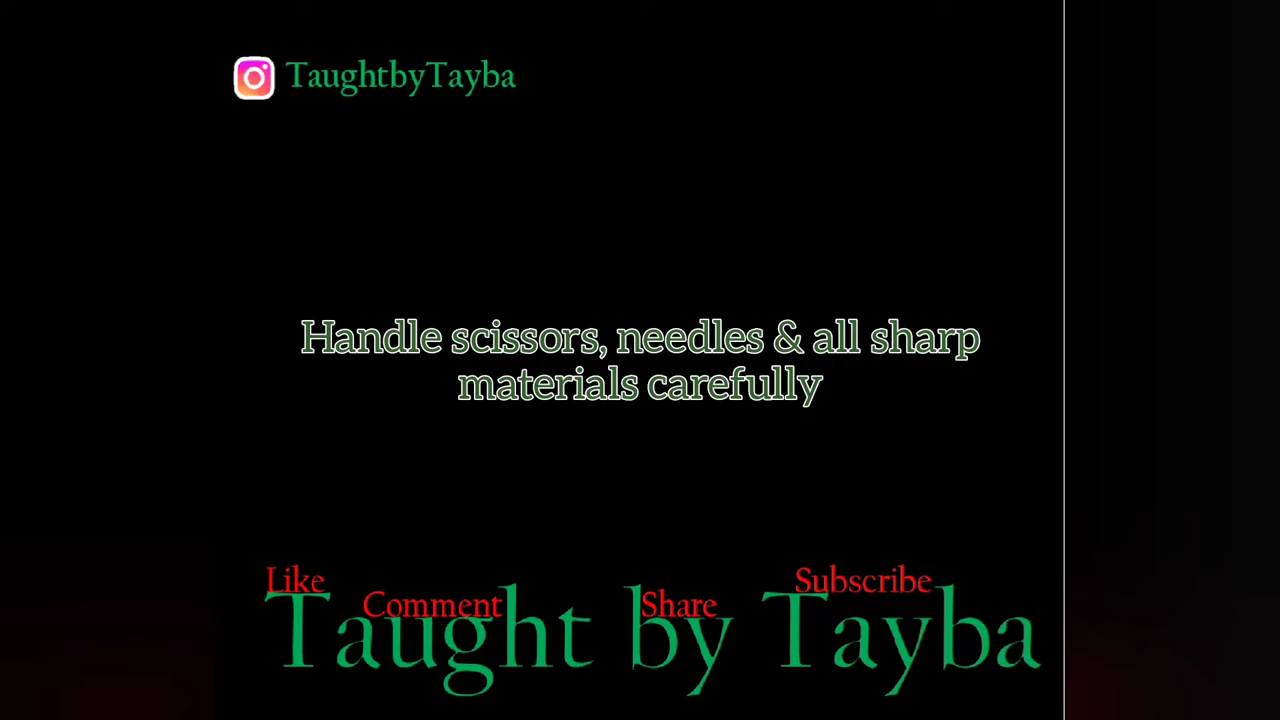 TaughtbyTayba
Handle scissors, needles & all sharp
materials carefully
Like
Subscribe
Comment
Share
Taught by Tayba